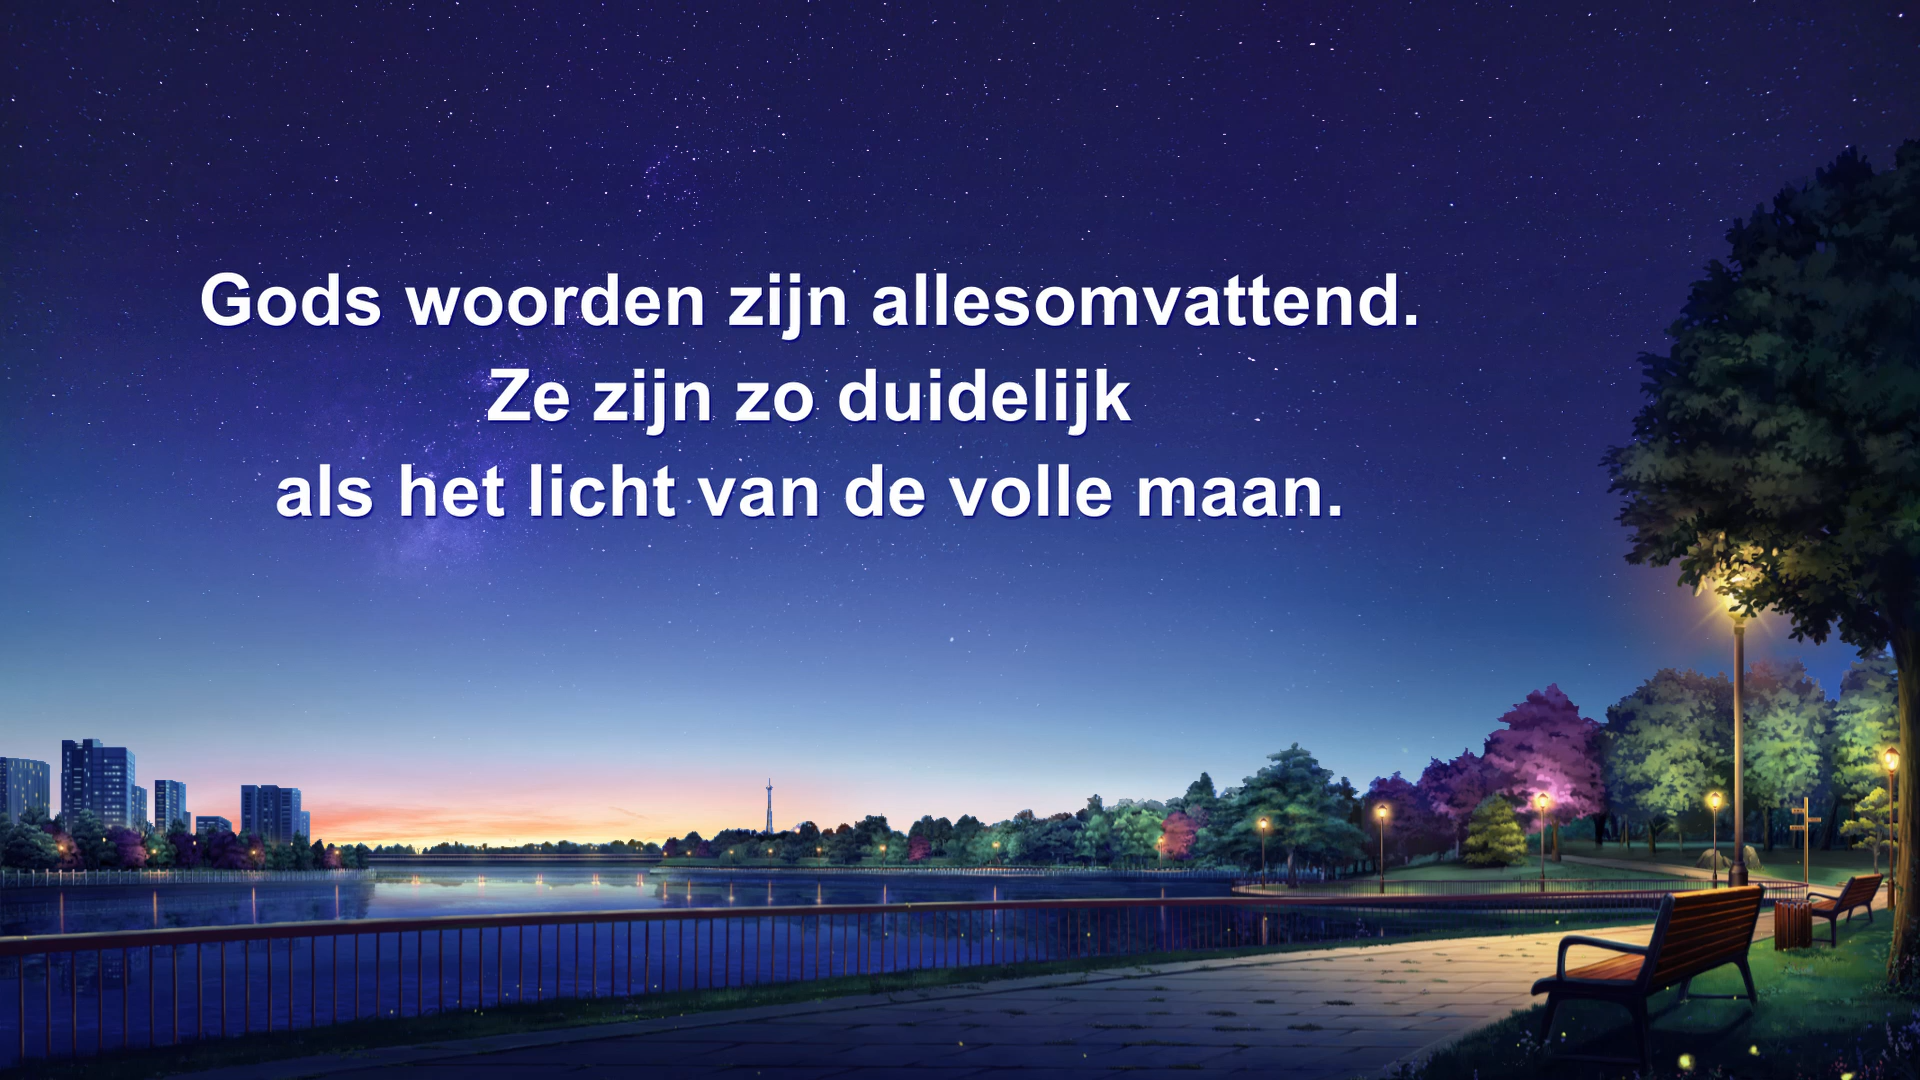 Gods woorden zijn allesomvattend.
Ze zijn zo duidelijk
als het licht van de volle maan.